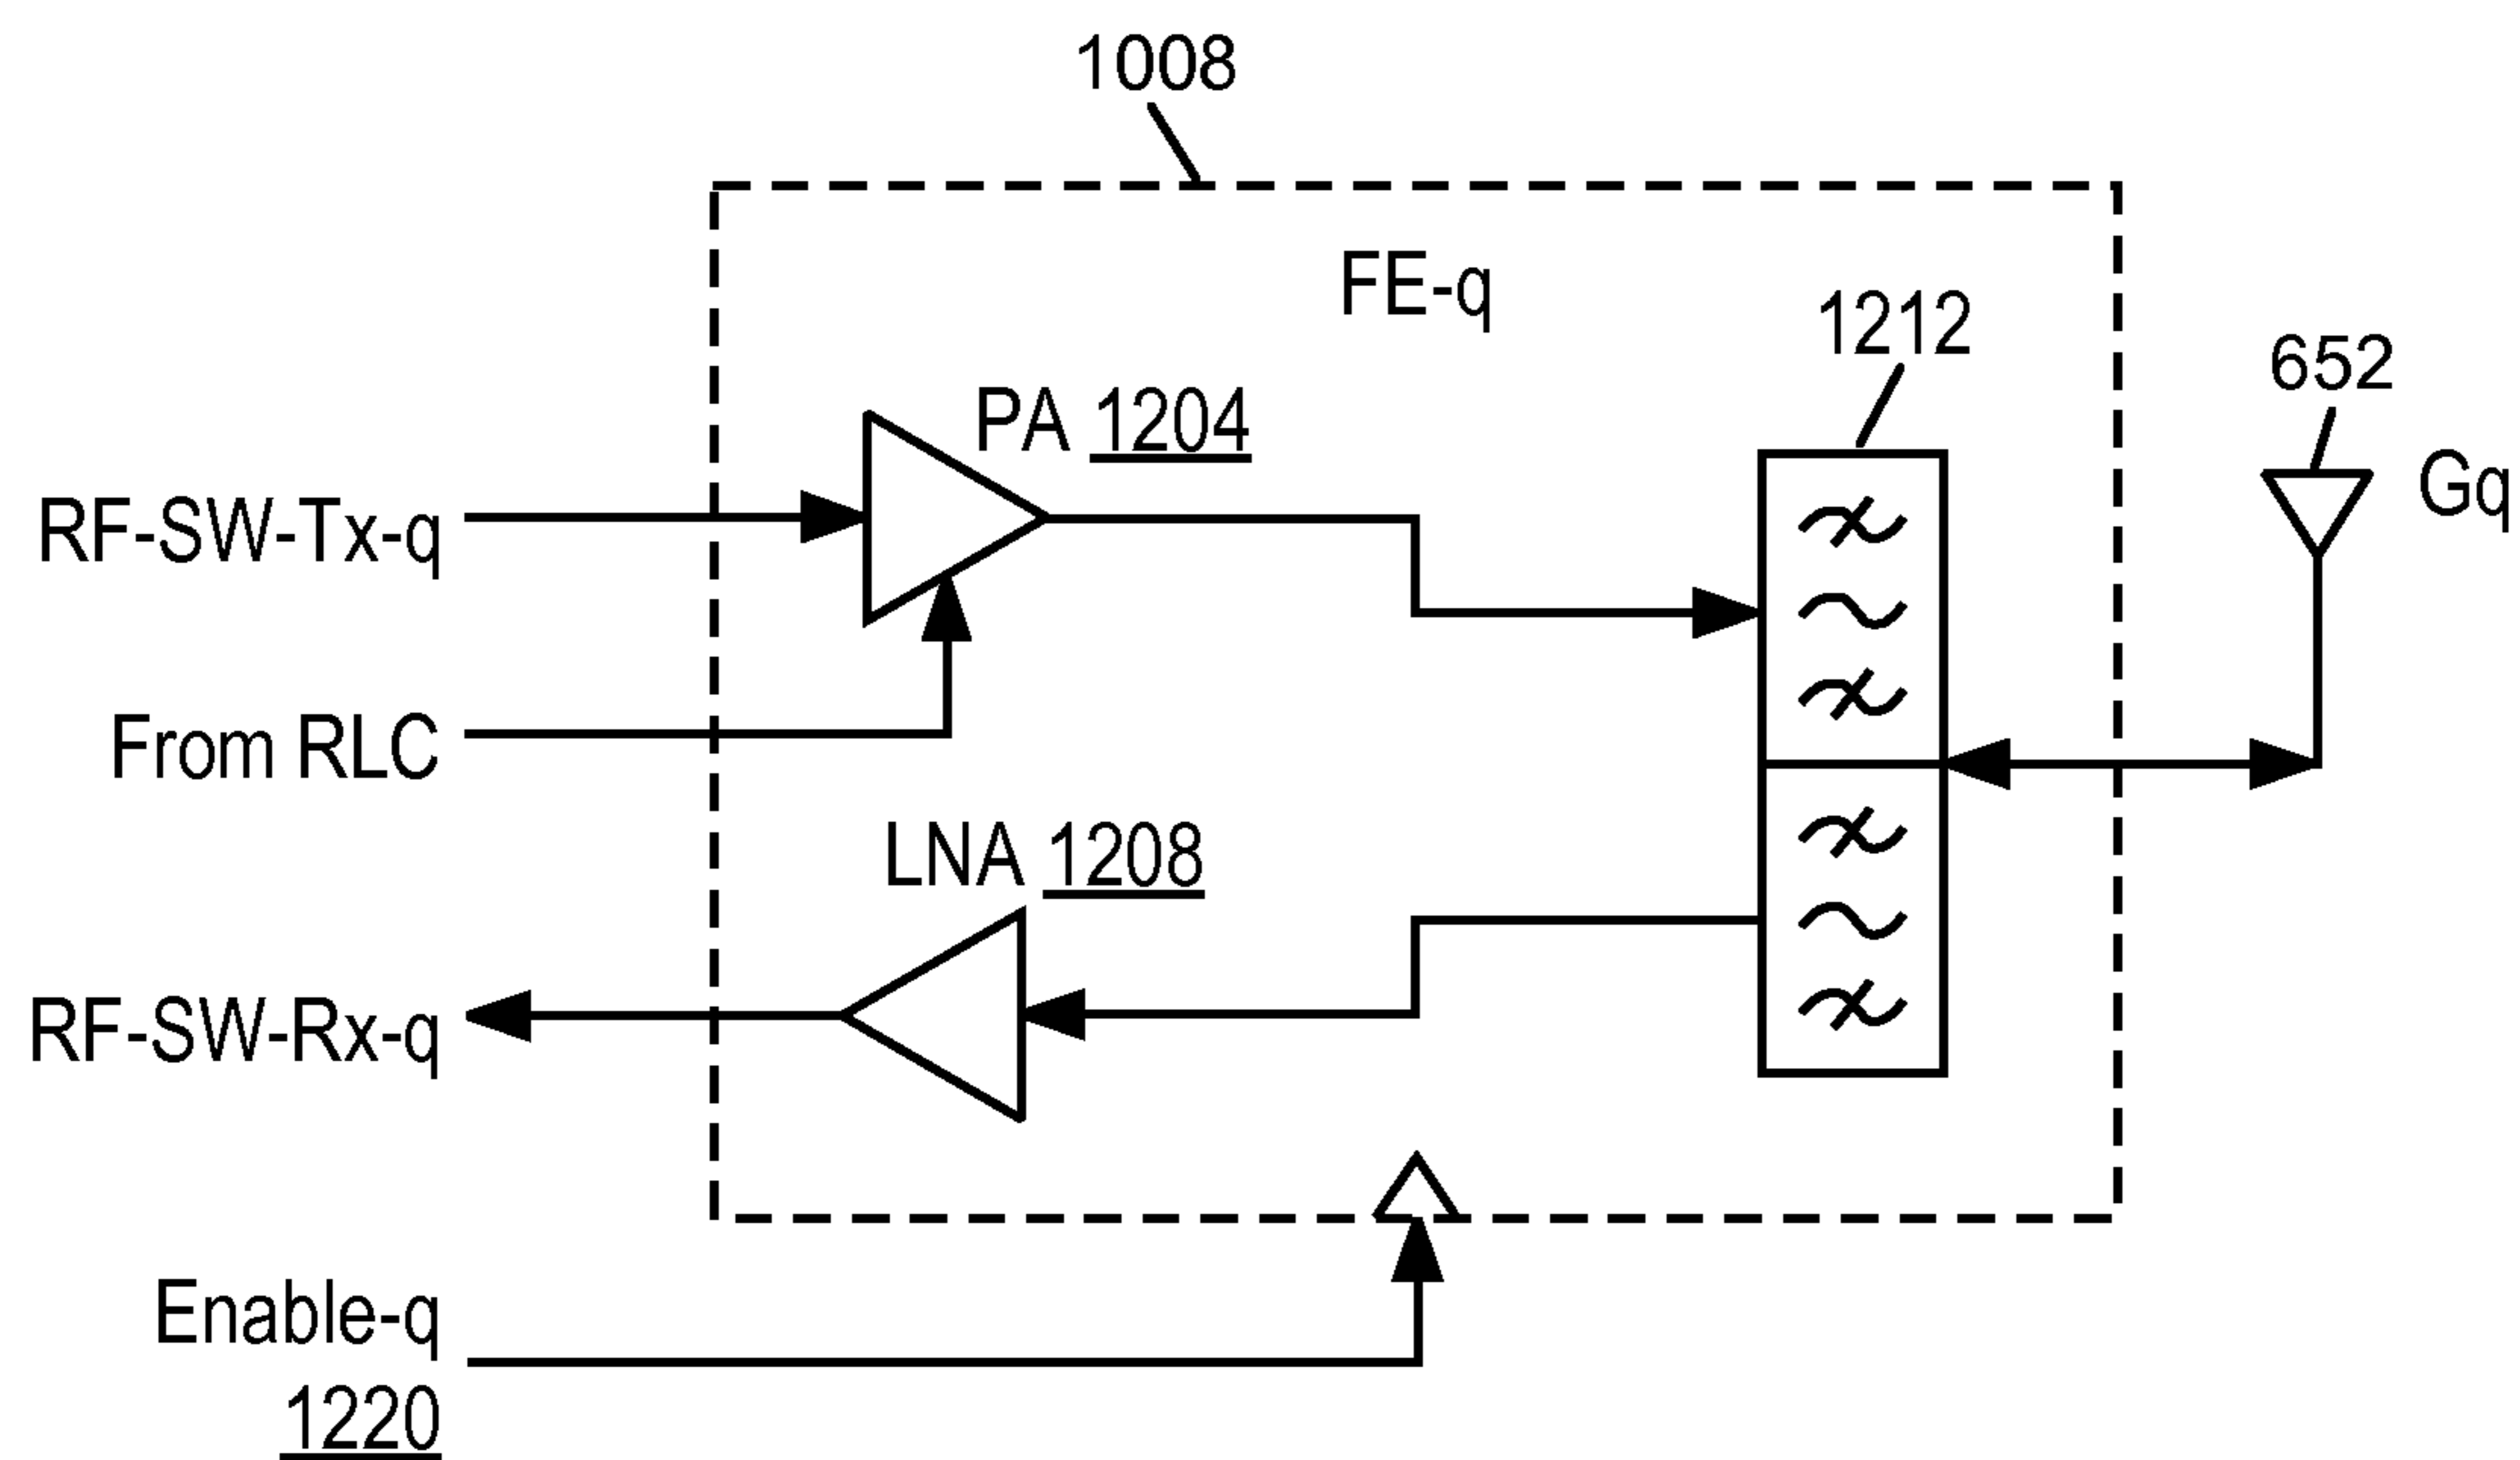 1008
FE-q
1212
652
Gq
PA 1204
RF-SW-Tx-q
From RLC
LNA 1208
RF-SW-Rx-q
Enable-q
1220